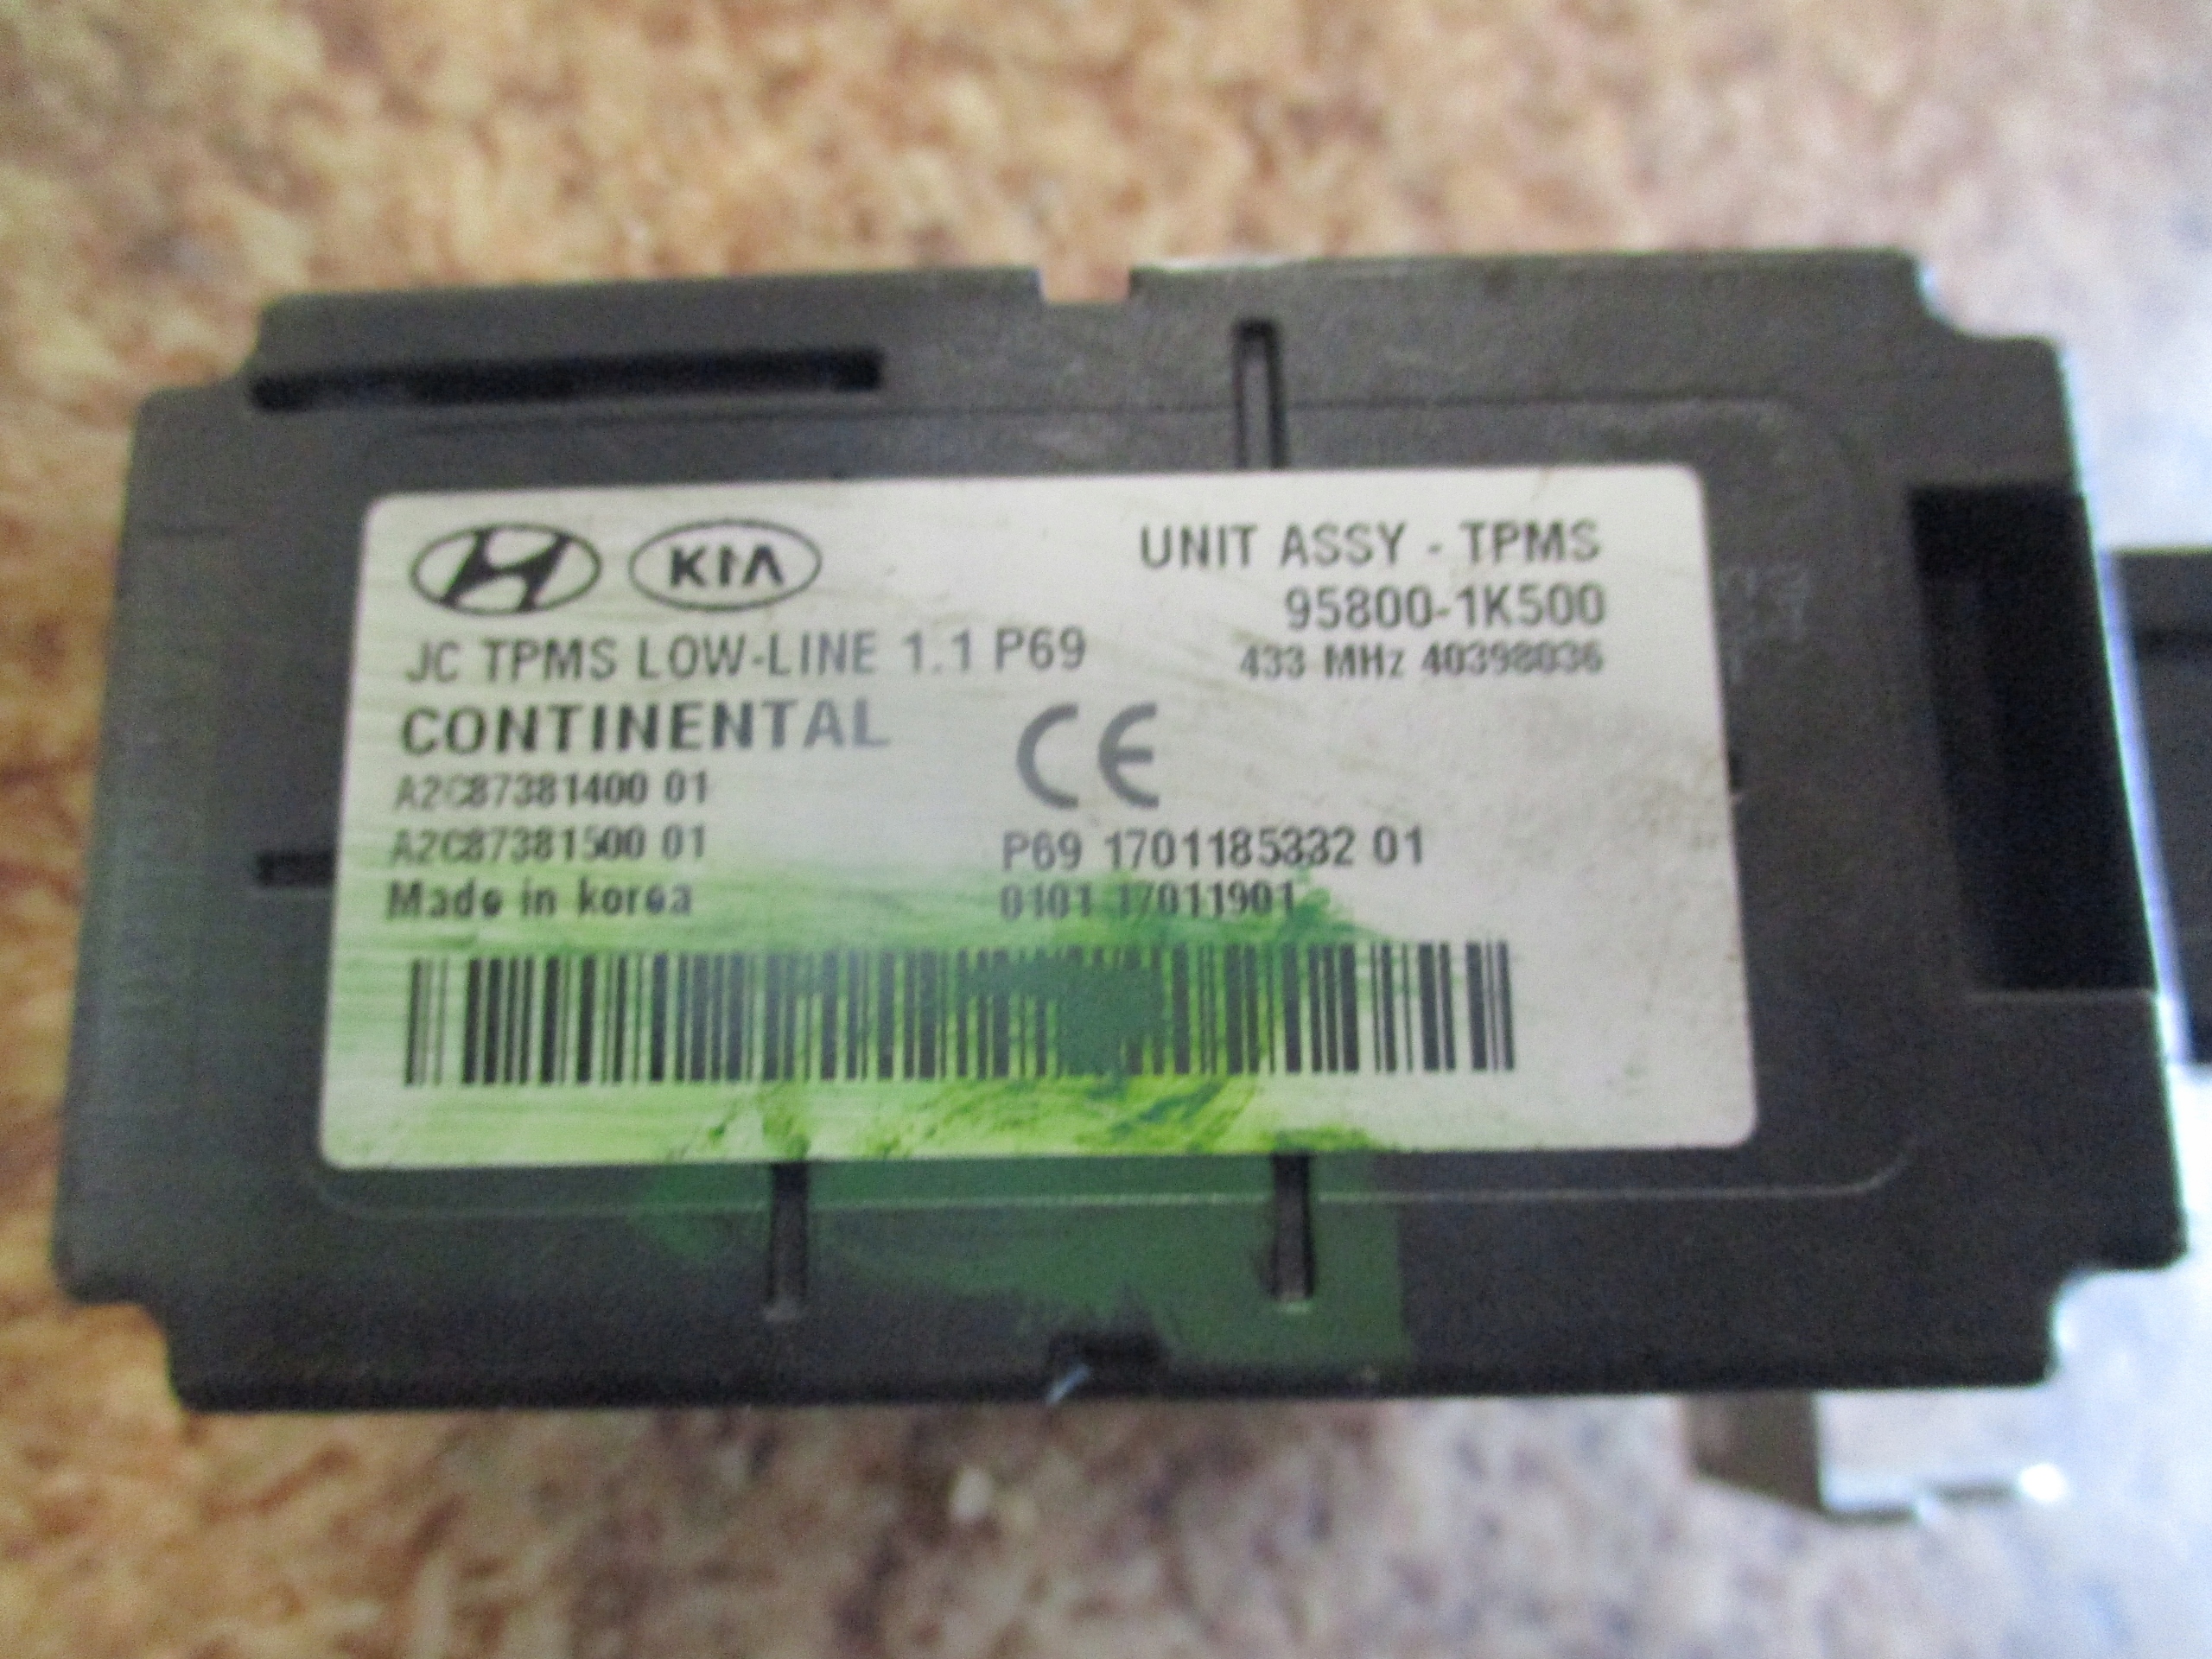 KIA
UNIT ASSY - TPMS
95800-1K500
JC TPMS LOW-LINE 1.1 P69
433 MHz 40398036
CONTINENTAL
CE
A2C87381400 01
A2C87381500 01
P69 1701185332 01
Made in korea
0101 17011901